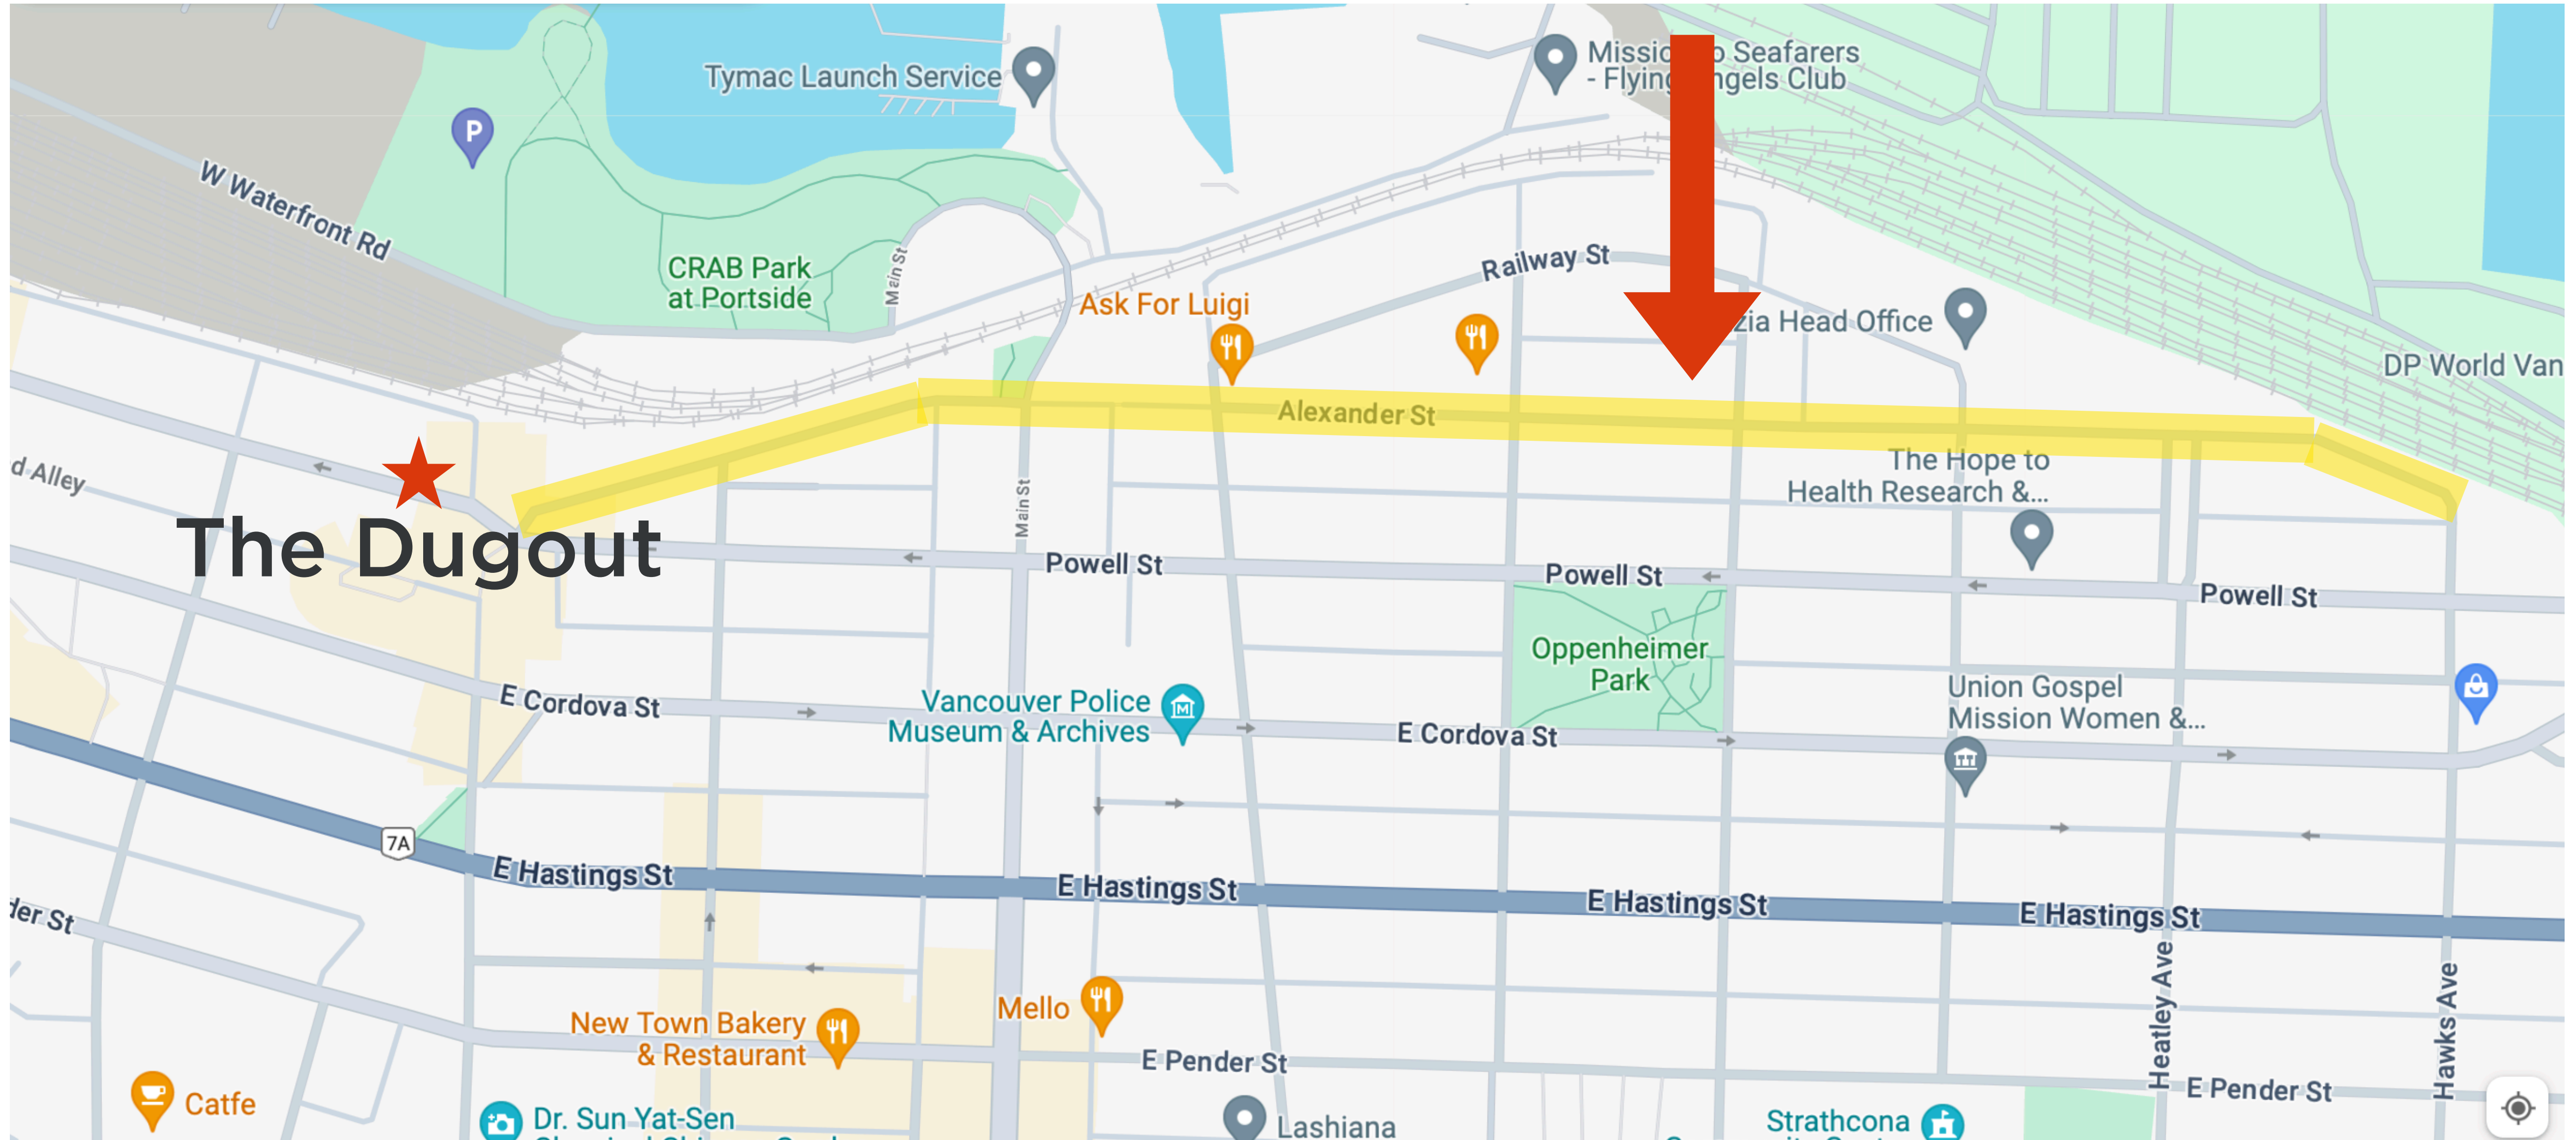 Tymac Launch Service
Missio o Seafarers
- Flying ngels Club
P
W Waterfront Rd
CRAB Park
at Portside
Main St
Railway St
Ask For Luigi
zia Head Office
DP World Van
Alexander St
d Alley
The Hope to
Health Research &...
The Dugout
Main St
Powell St
Powell St
Powell St
Oppenheimer
Park
E Cordova St
Vancouver Police
Museum & Archives
M
E Cordova St
Union Gospel
Mission Women &...
7A
E Hastings St
E Hastings St
E Hastings St
E Hastings St
der St
Heatley Ave
Hawks Ave
New Town Bakery
& Restaurant
Mello
E Pender St
E Pender St
Catfe
Dr. Sun Yat-Sen
Lashiana
Strathcona